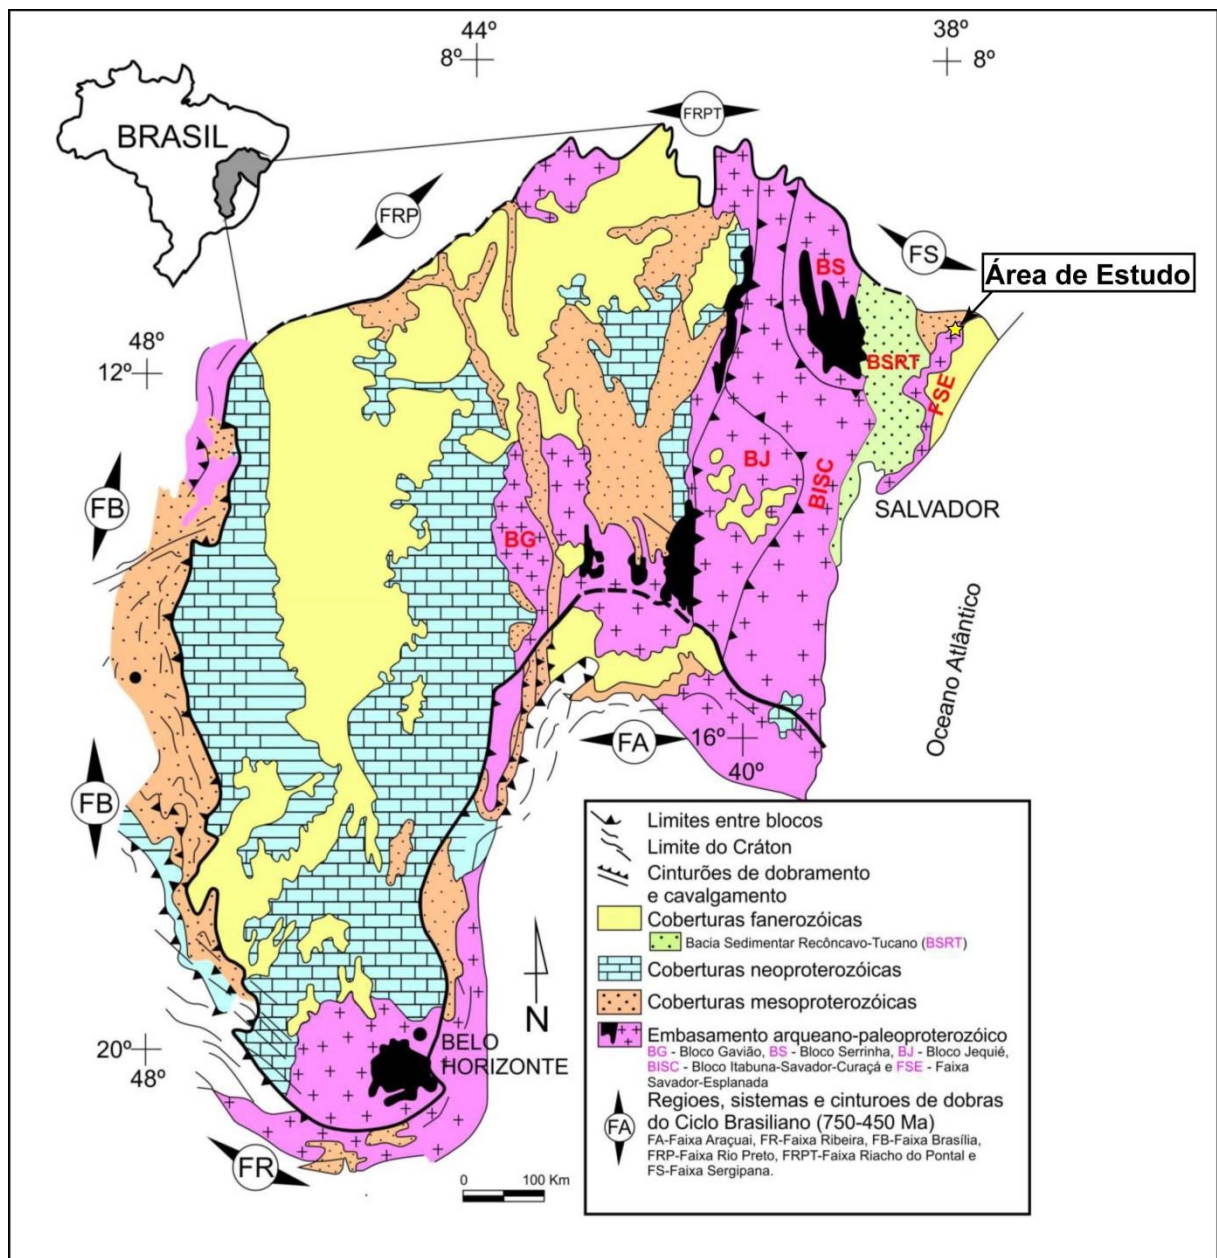 44º
8º
38º
8º
FRPT
BRASIL
FRP
BS
FS
Área de Estudo
48º
12º
BSRT
FSE
BJ
BISC
FB
SALVADOR
BG
Oceano Atlântico
FA
16º
40º
FB
Limites entre blocos
Limite do Cráton
Cinturões de dobramento
e cavalgamento
Coberturas fanerozóicas
Bacia Sedimentar Recôncavo-Tucano (BSRT)
Coberturas neoproterozóicas
Coberturas mesoproterozóicas
Embasamento arqueano-paleoproterozóico
BG - Bloco Gavião, BS - Bloco Serrinha, BJ - Bloco Jequié,
BISC - Bloco Itabuna-Savador-Curaçá e FSE - Faixa
Savador-Esplanada
FA
Regioes, sistemas e cinturoes de dobras
do Ciclo Brasiliano (750-450 Ma)
FA-Faixa Araçuai, FR-Faixa Ribeira, FB-Faixa Brasília,
FRP-Faixa Rio Preto, FRPT-Faixa Riacho do Pontal e
FS-Faixa Sergipana.
N
20º
48º
BELO
HORIZONTE
FR
0
100 Km